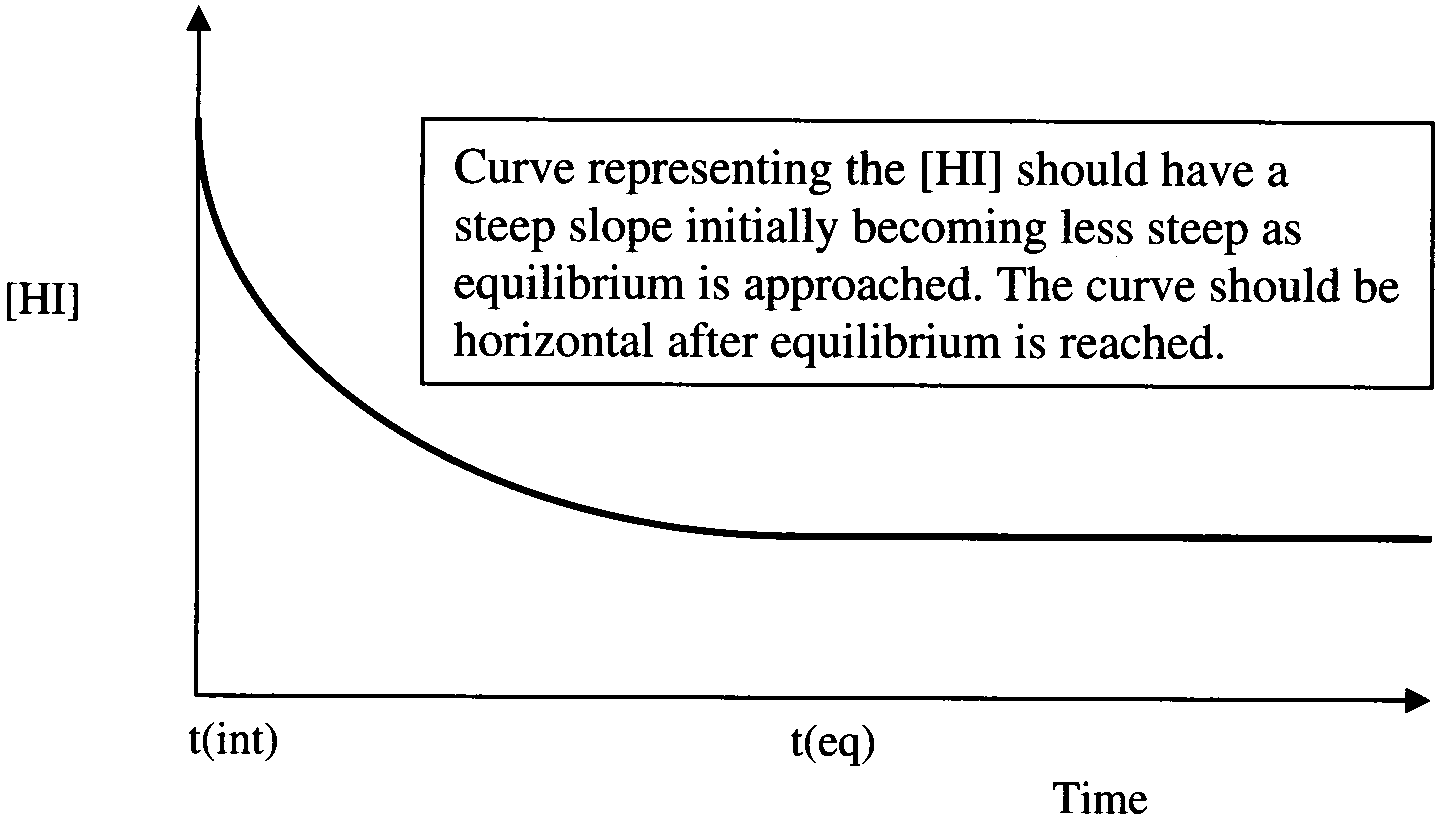 Curve representing the [HI] should have a
steep slope initially becoming less steep as
equilibrium is approached. The curve should be
horizontal after equilibrium is reached.
[HI]
t(int)
t(eq)
Time